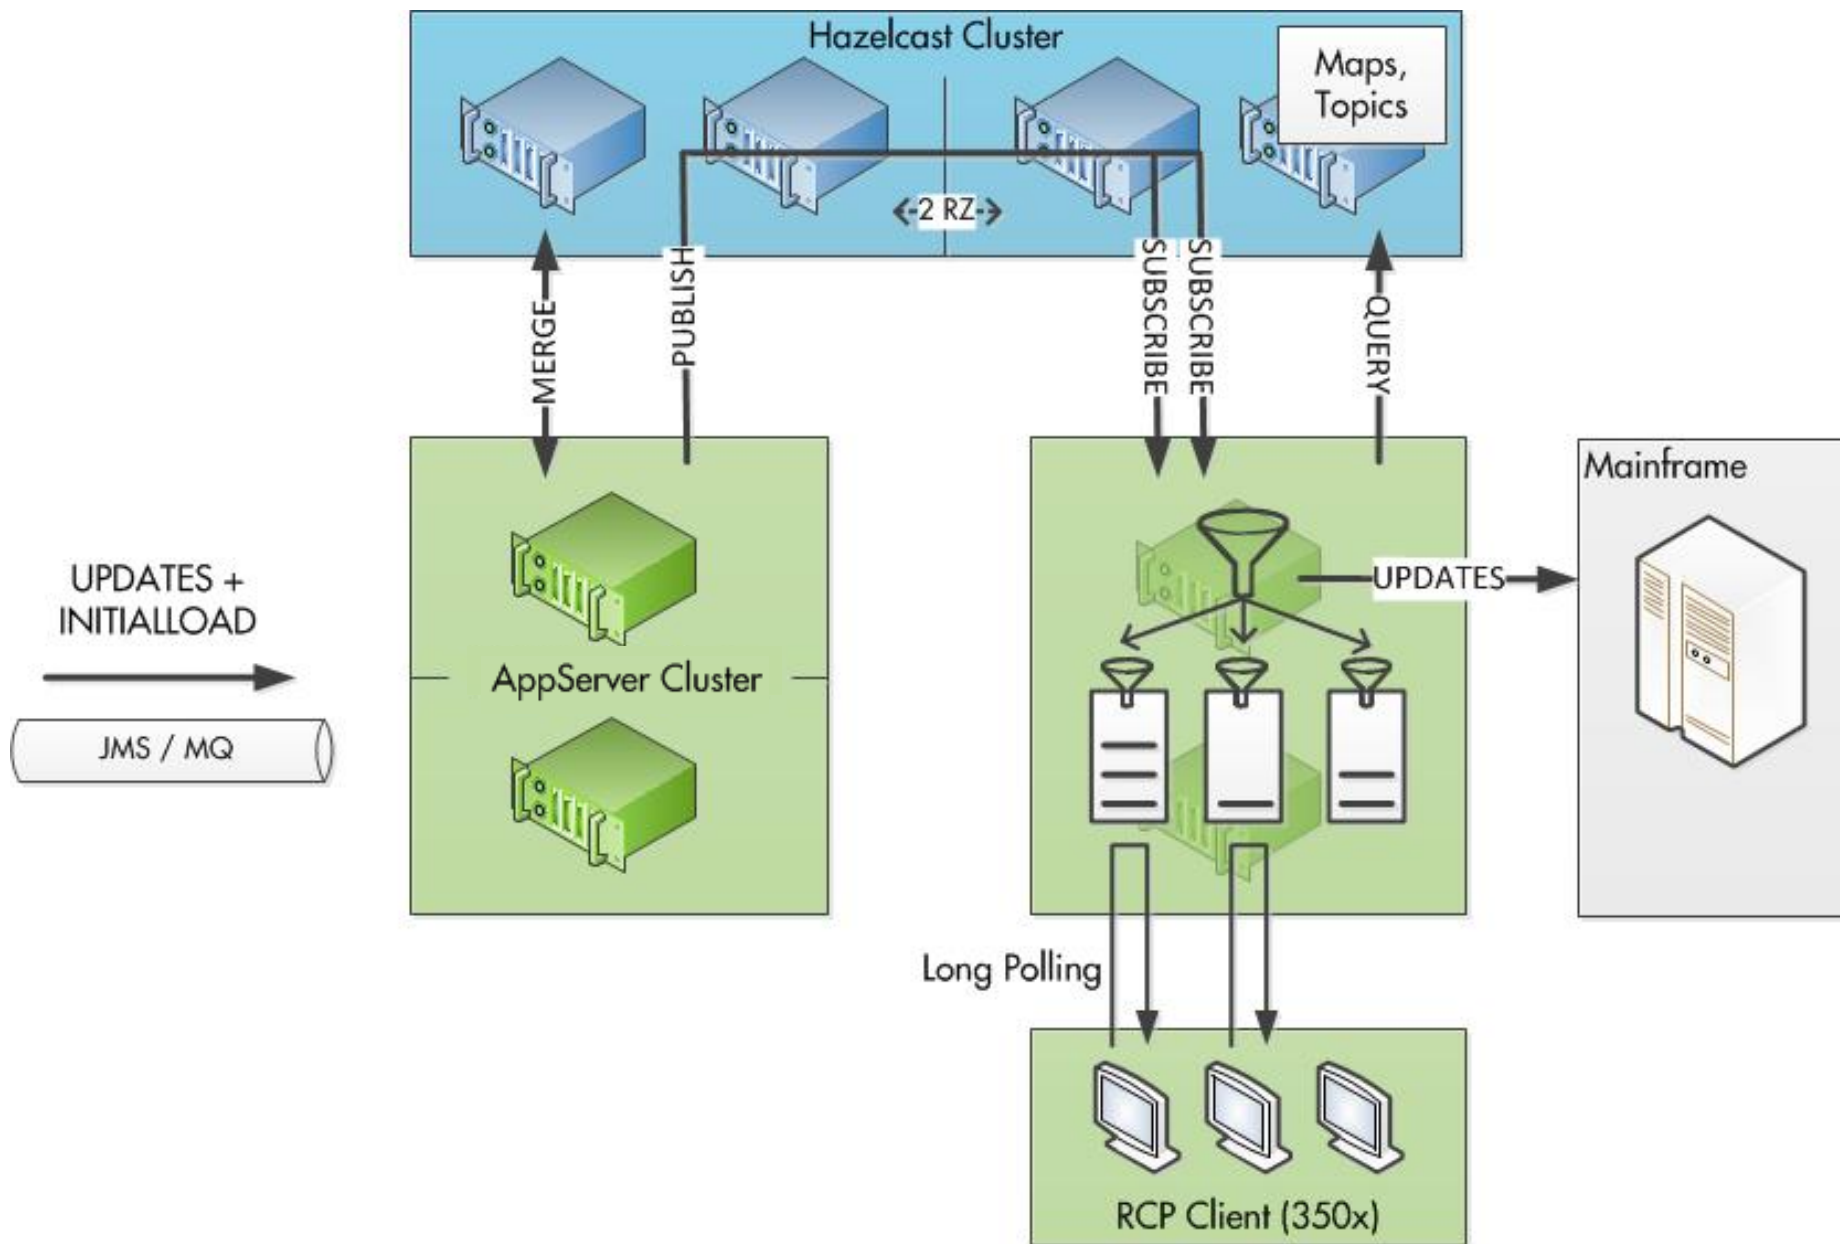 Hazelcast Cluster
Maps,
Topics
2 RZ
MERGE
PUBLISH
SUBSCRIBE
SUBSCRIBE
QUERY
Mainframe
UPDATES +
INITIALLOAD
JMS / MQ
AppServer Cluster
UPDATES
Long Polling
RCP Client (350x)